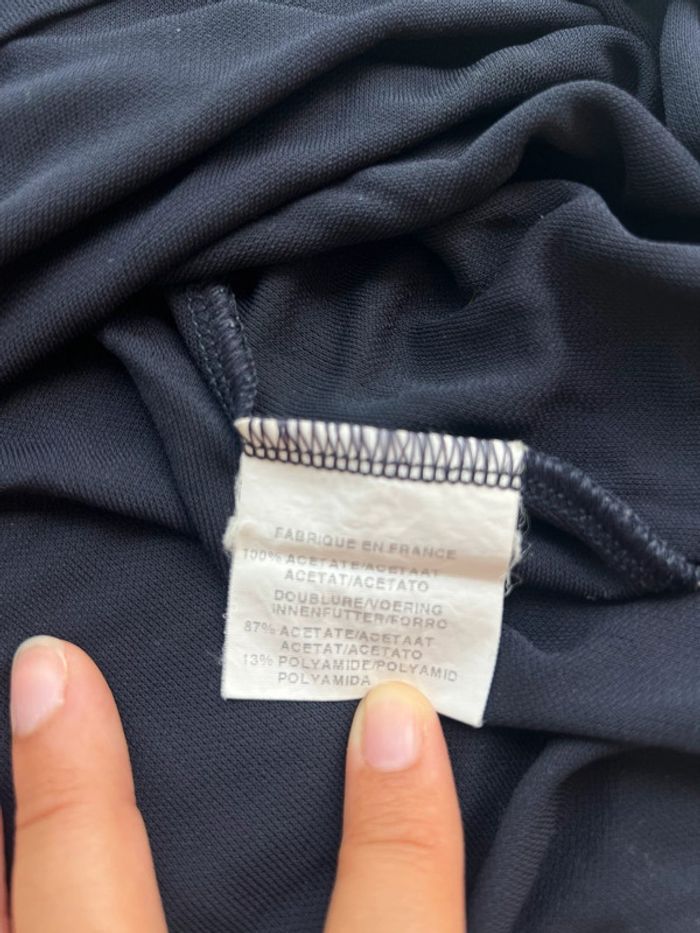 FABRIQUE EN FRANCE
100% ACETATE/ACETAAT
ACETAT/ACETATO
DOUBLURE/VOERING
INNENFUTTER/FORRO
87% ACETATE/ACETAAT
ACETAT/ACETATO
13% POLYAMIDE/POLYAMID
POLYAMIDA